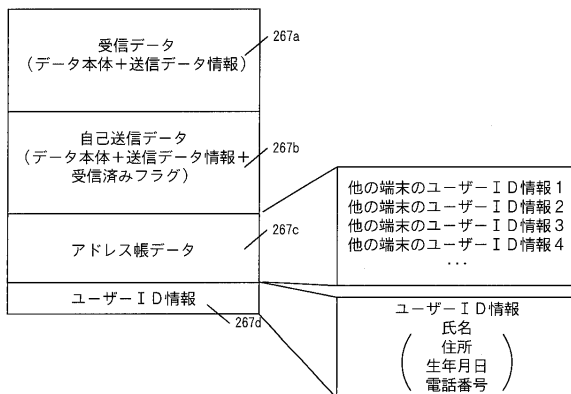 受信データ
（データ本体＋送信データ情報）
267a
自己送信データ
（データ本体＋送信データ情報＋
受信済みフラグ）
267b
アドレス帳データ
267c
ユーザーＩＤ情報
267d
他の端末のユーザーＩＤ情報１
他の端末のユーザーＩＤ情報２
他の端末のユーザーＩＤ情報３
他の端末のユーザーＩＤ情報４
…
ユーザーＩＤ情報
氏名
住所
生年月日
電話番号